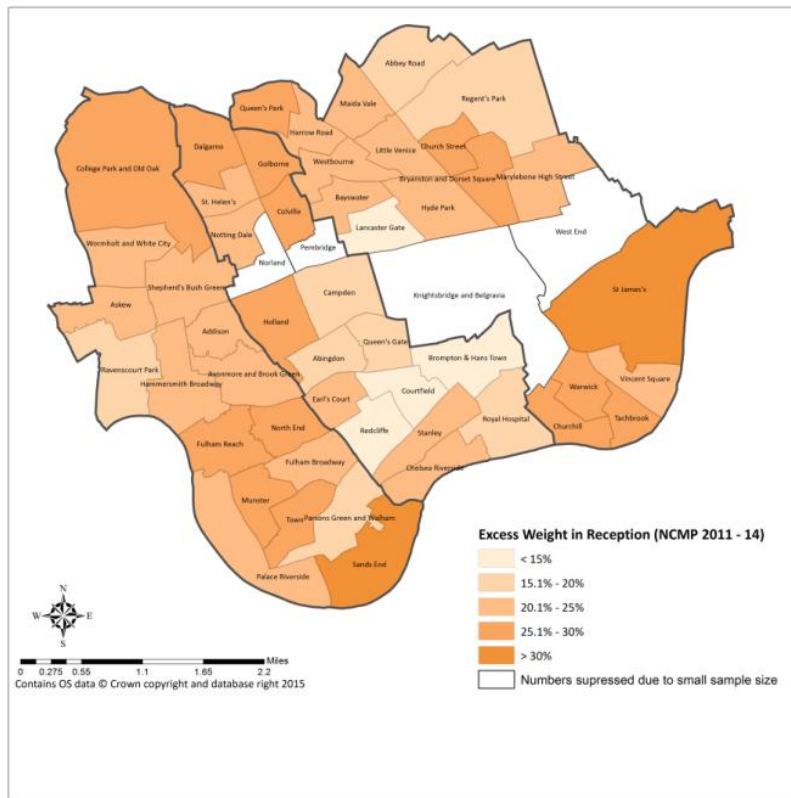 Abbey Road
Regent's Park
Queen's Park
Maida Vale
Harrow Road
Dalgarno
Little Venice
Church Street
College Park and Old Oak
Golborne
Westbourne
Bryanston and Dorset Square
Marylebone High Street
St. Helen's
Bayswater
Colville
Hyde Park
Lancaster Gate
Notting Dale
West End
Wormholt and White City
Pembridge
Norland
Shepherd's Bush Green
Campden
Knightsbridge and Belgravia
St James's
Askew
Holland
Addison
Queen's Gate
Abingdon
Brompton & Hans Town
Ravenscourt Park
Avonmore and Brook Green
Hammersmith Broadway
Courtfield
Warwick
Vincent Square
Earl's Court
Royal Hospital
Tachbrook
Churchill
North End
Redcliffe
Stanley
Fulham Reach
Fulham Broadway
Chelsea Riverside
Munster
Town
Parsons Green and Walham
Sands End
Palace Riverside
Excess Weight in Reception (NCMP 2011 - 14)
< 15%
15.1% - 20%
20.1% - 25%
25.1% - 30%
> 30%
Numbers supressed due to small sample size
N
W E
S
Miles
0 0.275 0.55 1.1 1.65 2.2
Contains OS data © Crown copyright and database right 2015